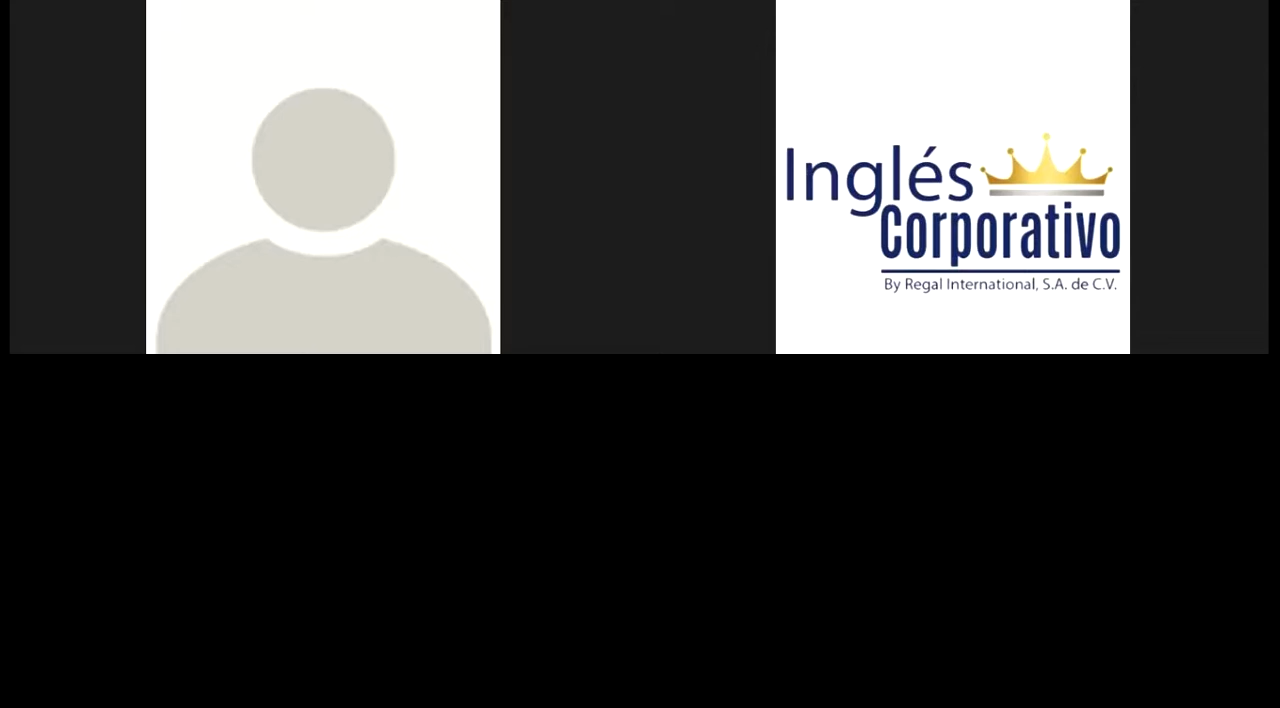 Inglés
Corporativo
By Regal International, S.A. de C.V.